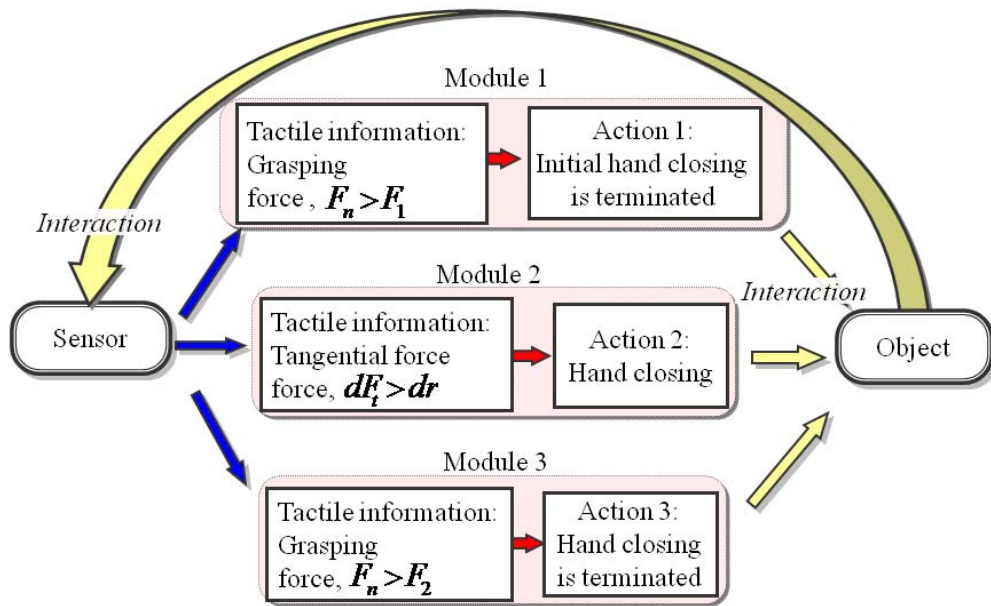 Module 1
Tactile information:
Grasping
force , Fn>F1
Action 1:
Initial hand closing
is terminated
Interaction
Module 2
Interaction
Sensor
Tactile information:
Tangential force
force, dFt>dr
Action 2:
Hand closing
Object
Module 3
Tactile information:
Grasping
force, Fn>F2
Action 3:
Hand closing
is terminated